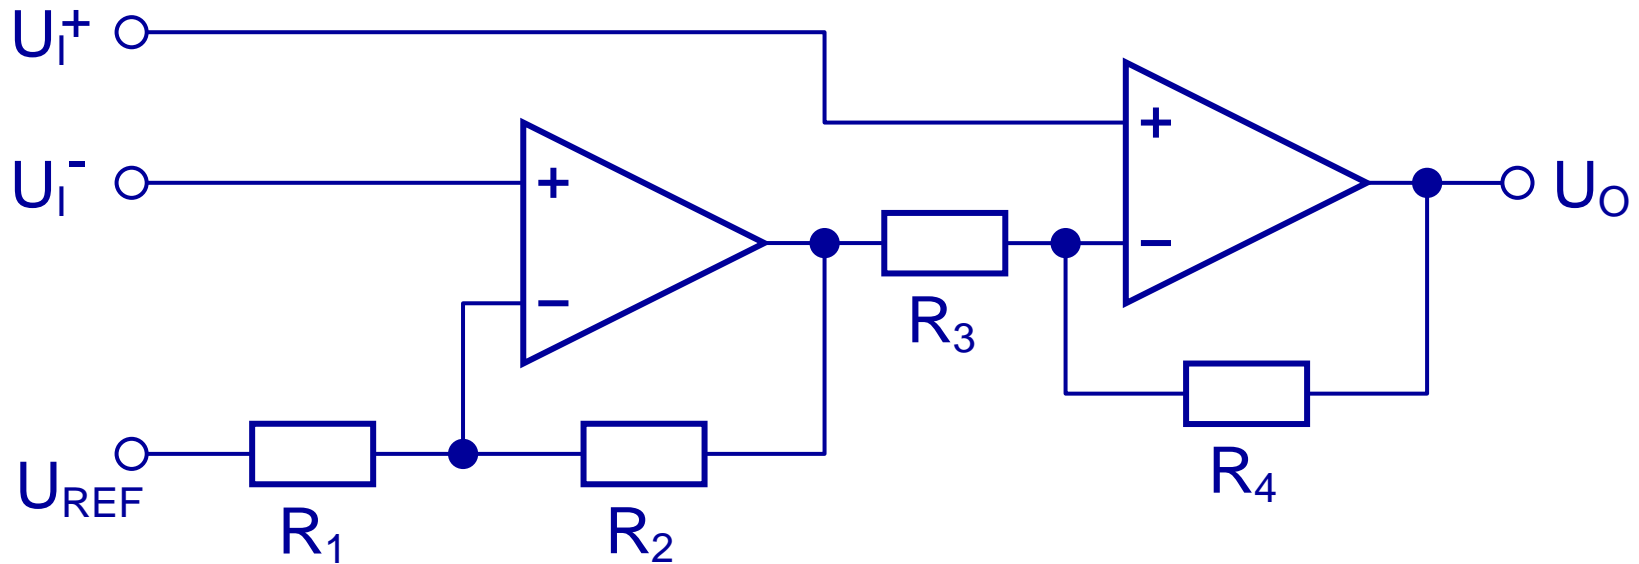 UI+
UI-
+
-
+
-
UO
R3
R4
UREF
R1
R2